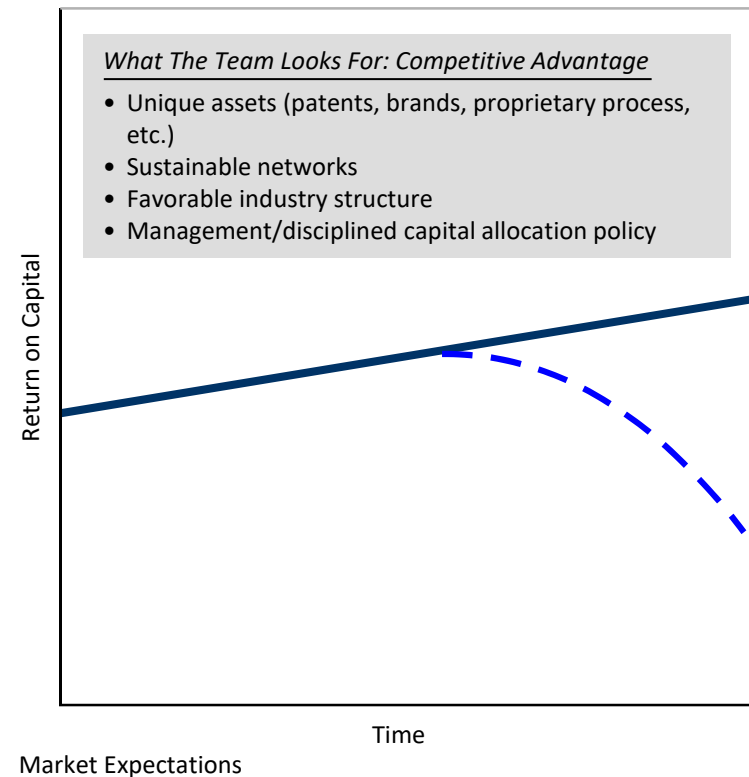 What The Team Looks For: Competitive Advantage
• Unique assets (patents, brands, proprietary process,
etc.)
• Sustainable networks
• Favorable industry structure
• Management/disciplined capital allocation policy
Return on Capital
Time
Market Expectations